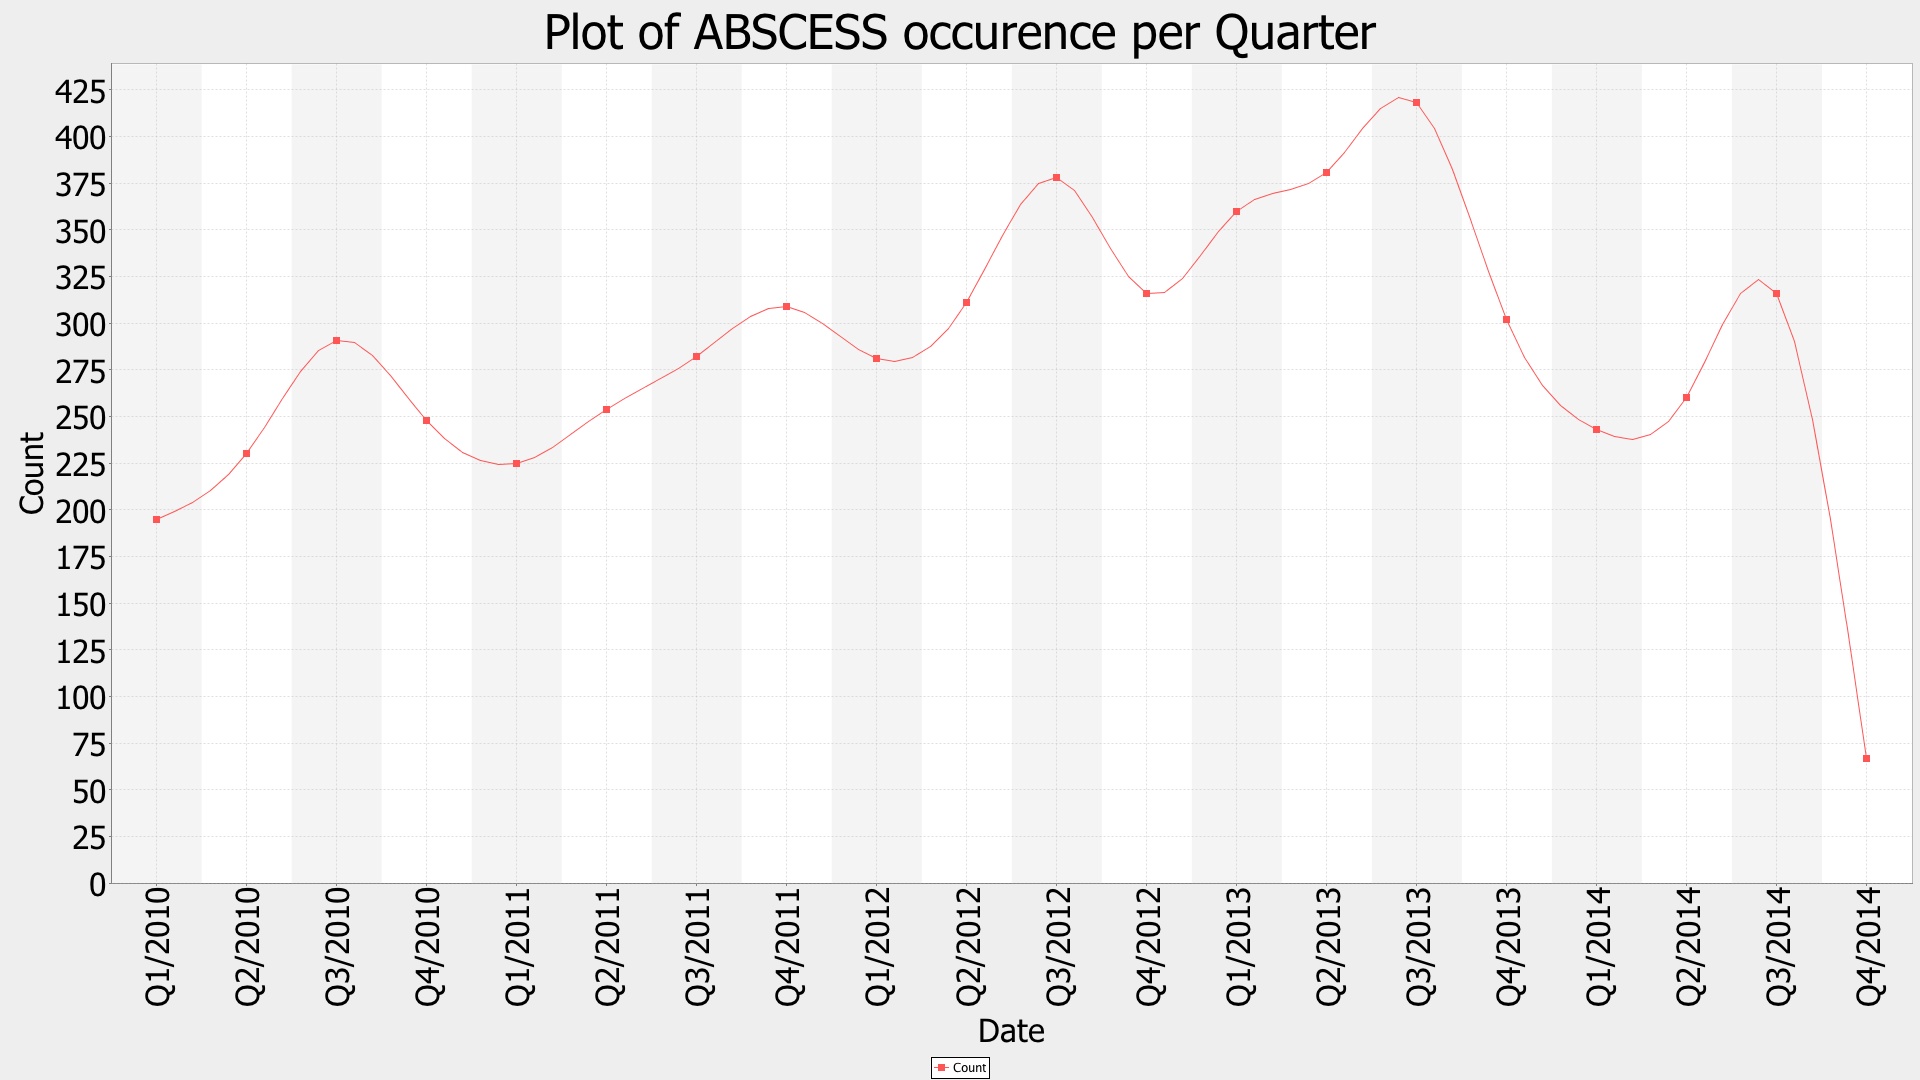 Plot of ABSCESS occurence per Quarter
Count
425
400
375
350
325
300
275
250
225
200
175
150
125
100
75
50
25
0
Q1/2010
Q2/2010
Q3/2010
Q4/2010
Q1/2011
Q2/2011
Q3/2011
Q4/2011
Q1/2012
Q2/2012
Q3/2012
Q4/2012
Q1/2013
Q2/2013
Q3/2013
Q4/2013
Q1/2014
Q2/2014
Q3/2014
Q4/2014
Date
Count